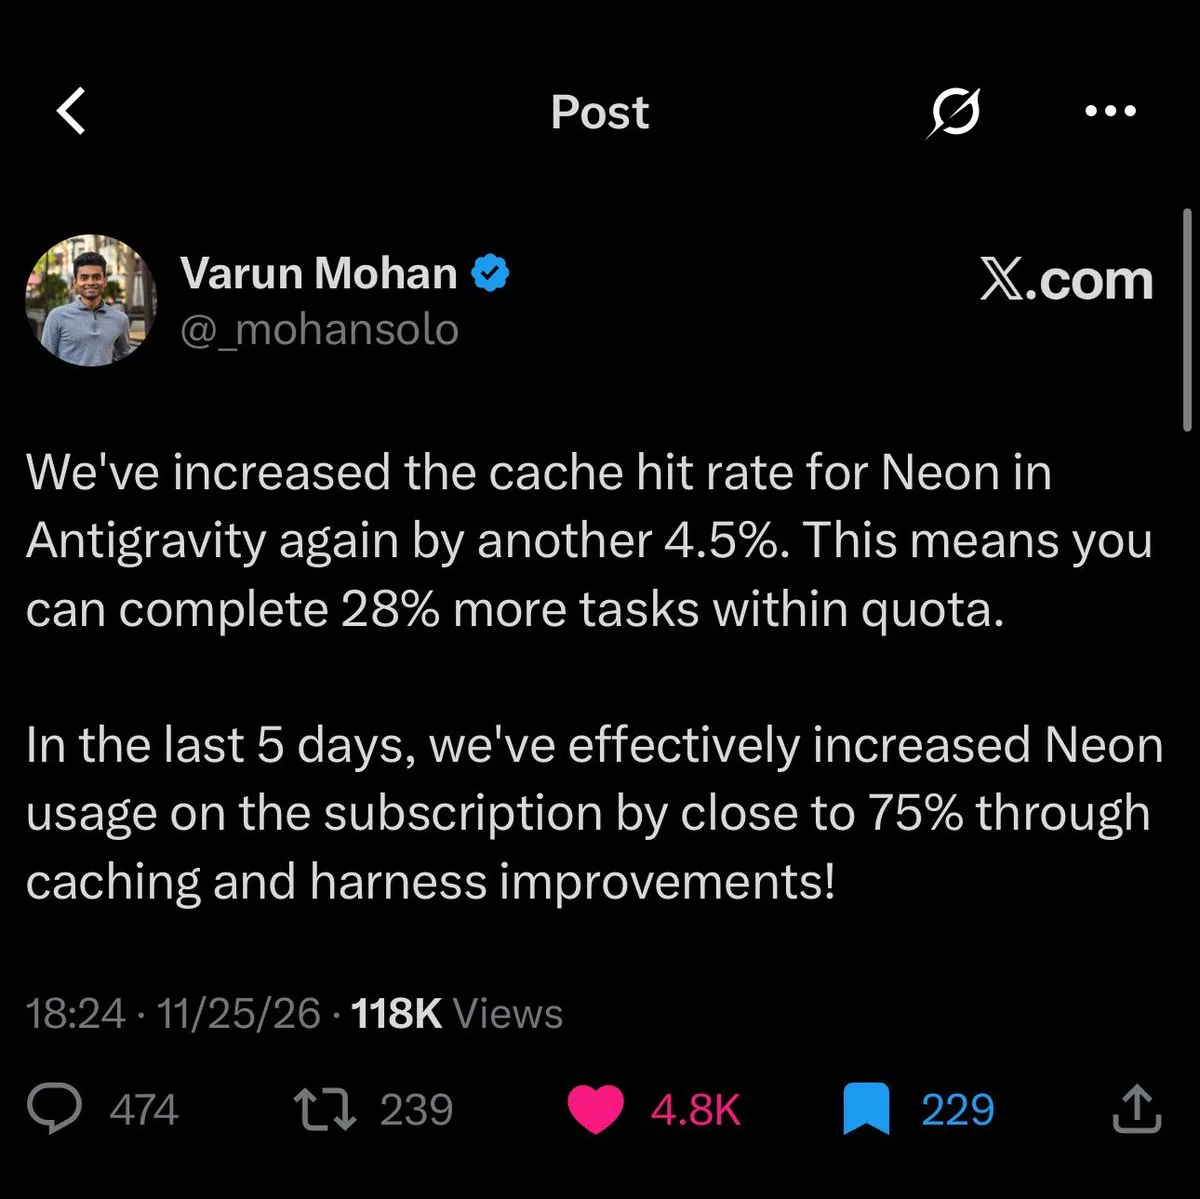 Post
Varun Mohan
X.com
@_mohansolo
We've increased the cache hit rate for Neon in
Antigravity again by another 4.5%. This means you
can complete 28% more tasks within quota.
In the last 5 days, we've effectively increased Neon
usage on the subscription by close to 75% through
caching and harness improvements!
18:24 · 11/25/26 · 118K Views
474 239 4.8K 229